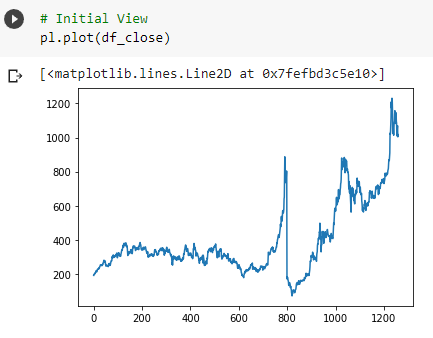 # Initial View
pl.plot(df_close)
[<matplotlib.lines.Line2D at 0x7fefbd3c5e10>]
1200
1000
800
600
400
200
0 200 400 600 800 1000 1200